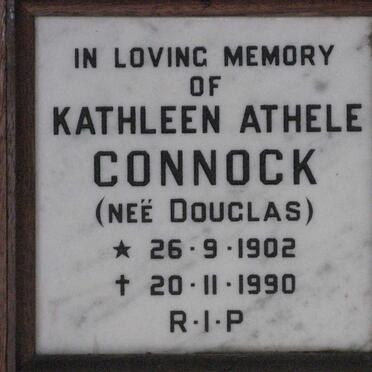 IN LOVING MEMORY
OF
KATHLEEN ATHELE
CONNOCK
(NEË DOUGLAS)
★ 26·9·1902
✝ 20·11·1990
R·I·P